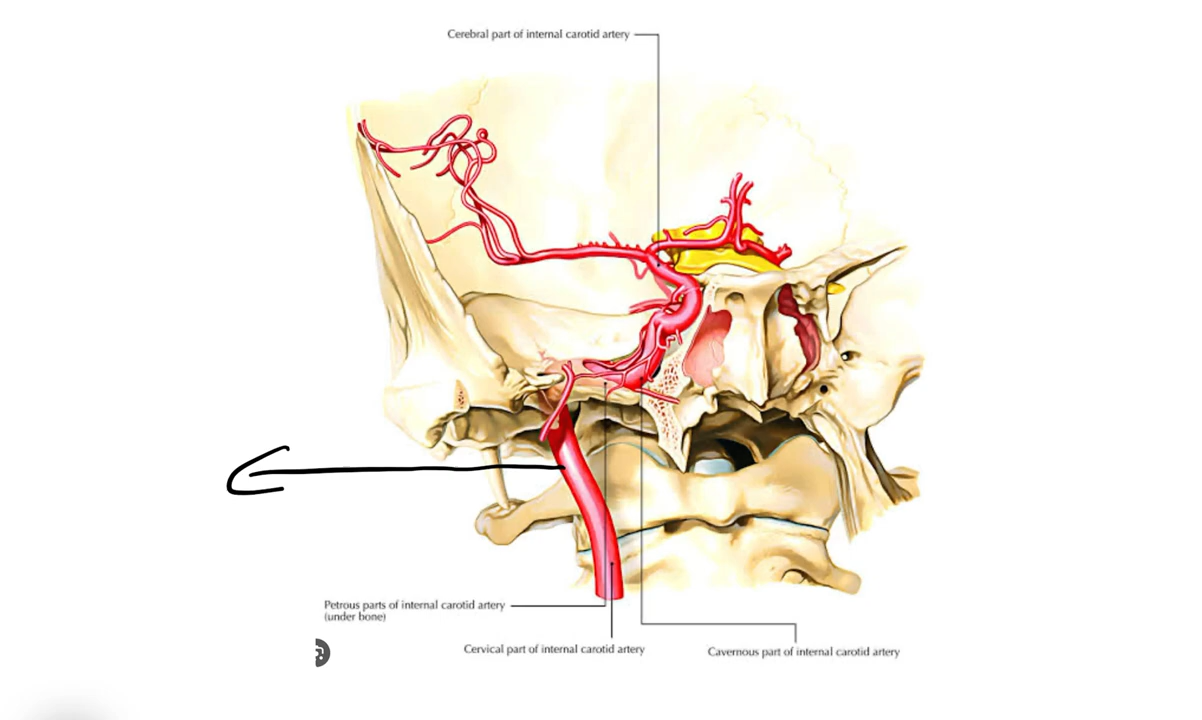 Cerebral part of internal carotid artery
Petrous parts of internal carotid artery
(under bone)
Cervical part of internal carotid artery
Cavernous part of internal carotid artery